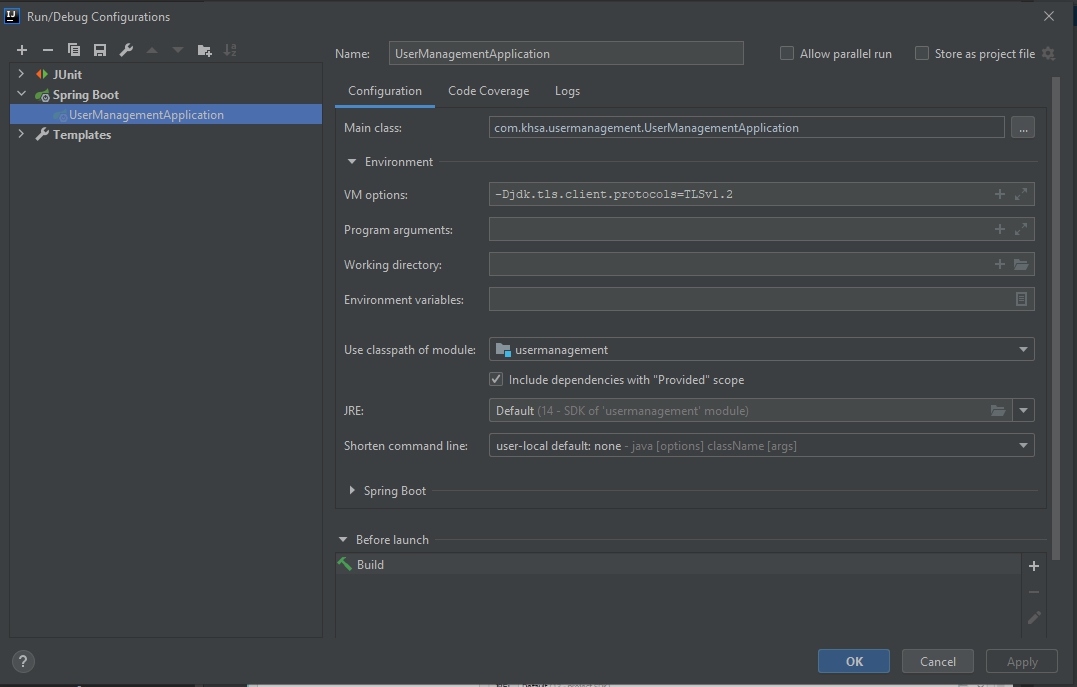 Run/Debug Configurations
Name: UserManagementApplication Allow parallel run Store as project file
JUnit
Spring Boot
UserManagementApplication
Templates
Configuration Code Coverage Logs
Main class: com.khsa.usermanagement.UserManagementApplication ...
Environment
VM options: -Djdk.tls.client.protocols=TLSv1.2
Program arguments:
Working directory:
Environment variables:
Use classpath of module: usermanagement
Include dependencies with "Provided" scope
JRE: Default (14 - SDK of 'usermanagement' module)
Shorten command line: user-local default: none - java [options] className [args]
Spring Boot
Before launch
Build
? OK Cancel Apply